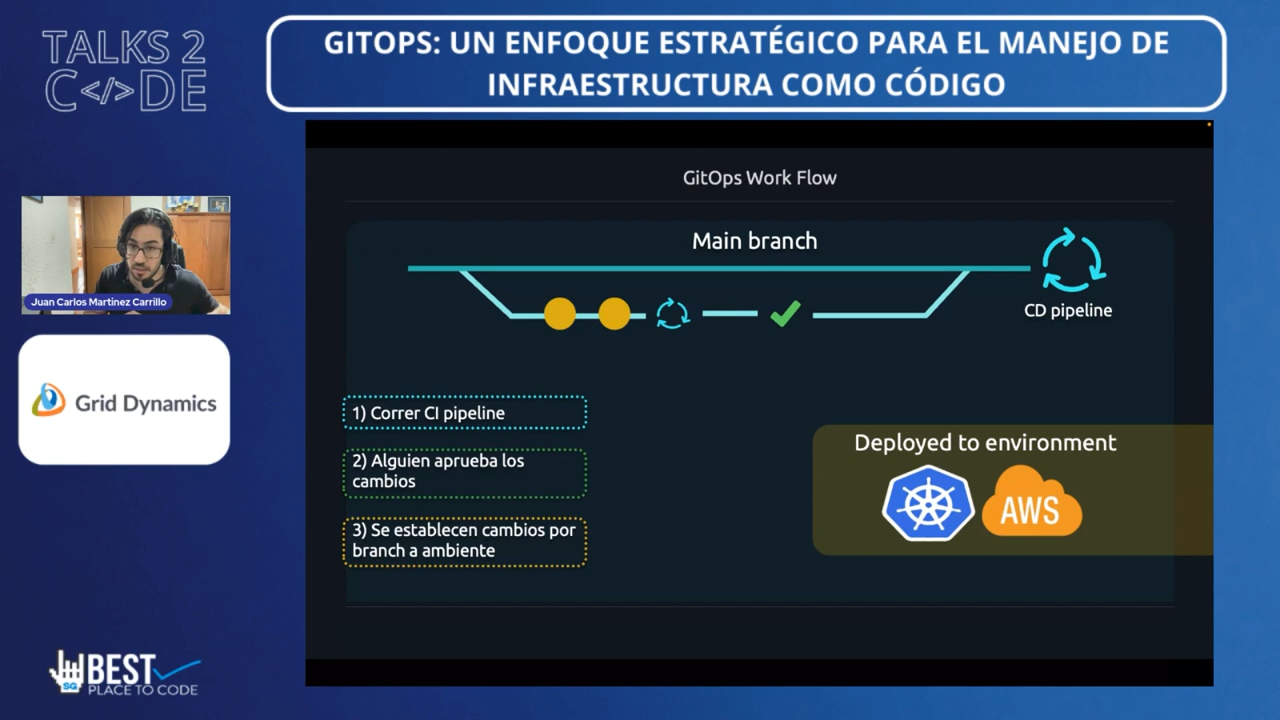 TALKS 2
C</>DE
GITOPS: UN ENFOQUE ESTRATÉGICO PARA EL MANEJO DE
INFRAESTRUCTURA COMO CÓDIGO
Juan Carlos Martinez Carrillo
Grid Dynamics
SG
BEST
PLACE TO CODE
GitOps Work Flow
Main branch
CD pipeline
1) Correr CI pipeline
2) Alguien aprueba los
cambios
3) Se establecen cambios por
branch a ambiente
Deployed to environment
AWS